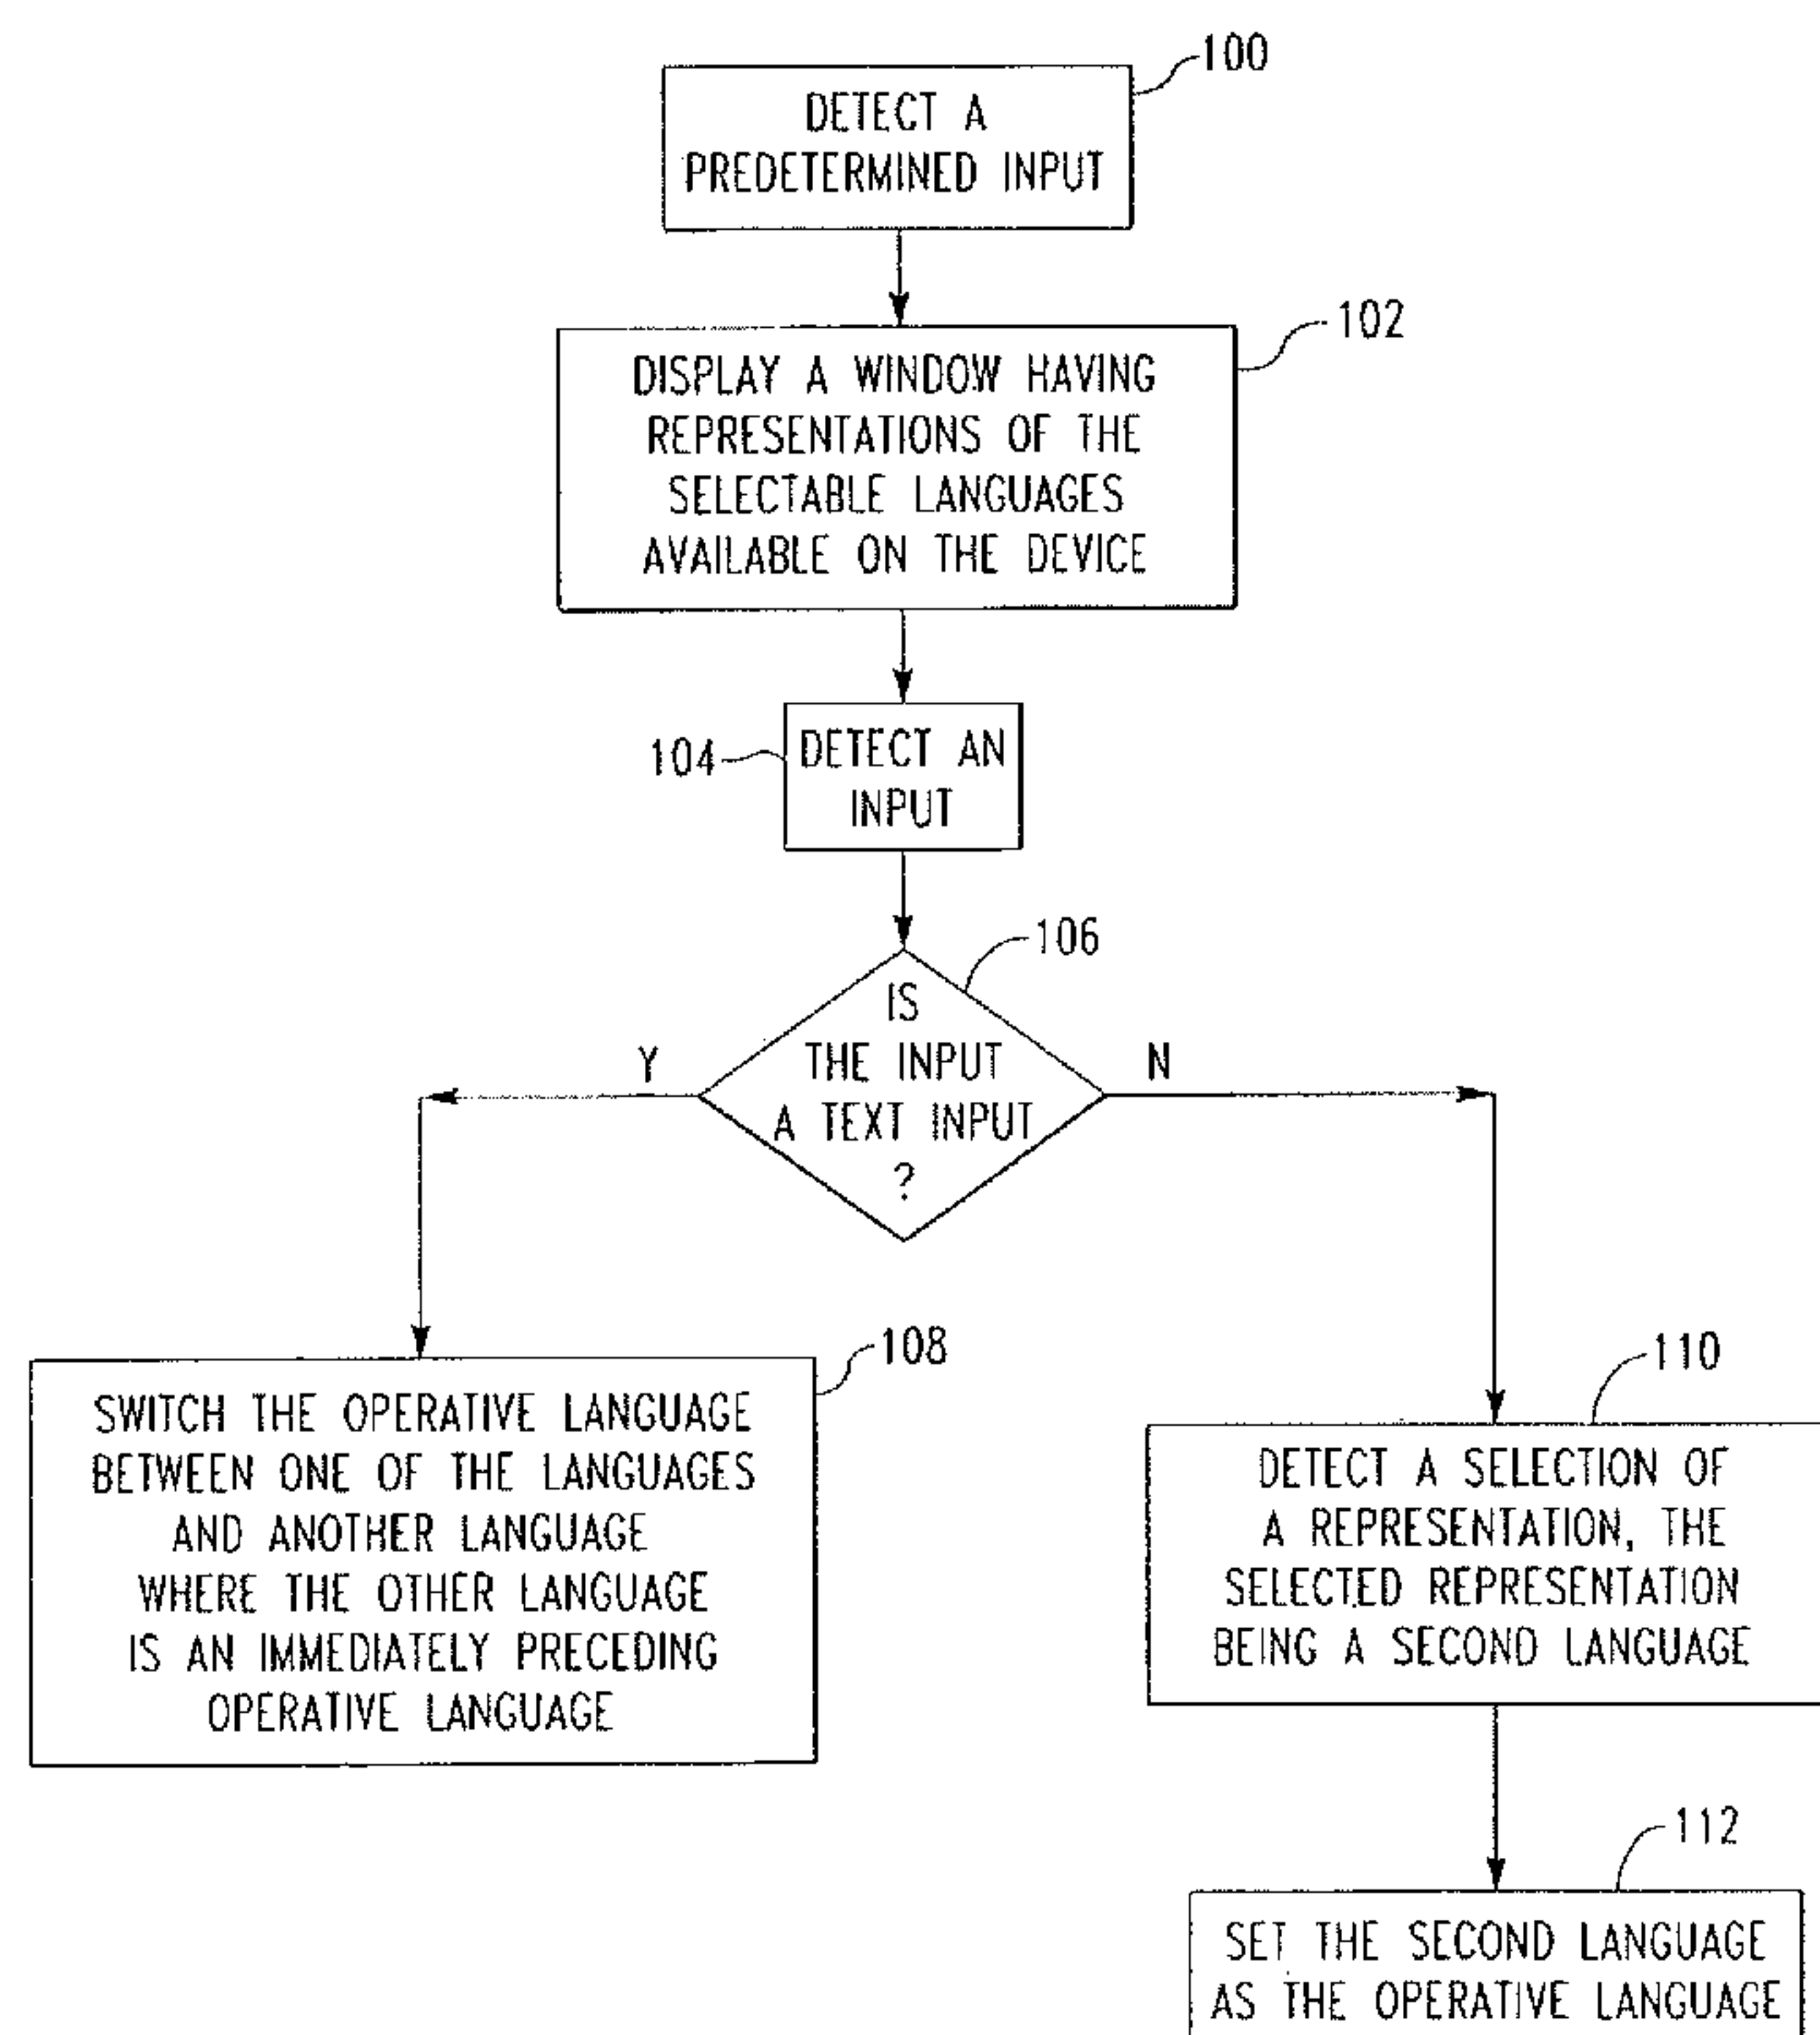 100
DETECT A
PREDETERMINED INPUT
102
DISPLAY A WINDOW HAVING
REPRESENTATIONS OF THE
SELECTABLE LANGUAGES
AVAILABLE ON THE DEVICE
104
DETECT AN
INPUT
106
IS
THE INPUT
A TEXT INPUT
?
Y
N
108
SWITCH THE OPERATIVE LANGUAGE
BETWEEN ONE OF THE LANGUAGES
AND ANOTHER LANGUAGE
WHERE THE OTHER LANGUAGE
IS AN IMMEDIATELY PRECEDING
OPERATIVE LANGUAGE
110
DETECT A SELECTION OF
A REPRESENTATION, THE
SELECTED REPRESENTATION
BEING A SECOND LANGUAGE
112
SET THE SECOND LANGUAGE
AS THE OPERATIVE LANGUAGE